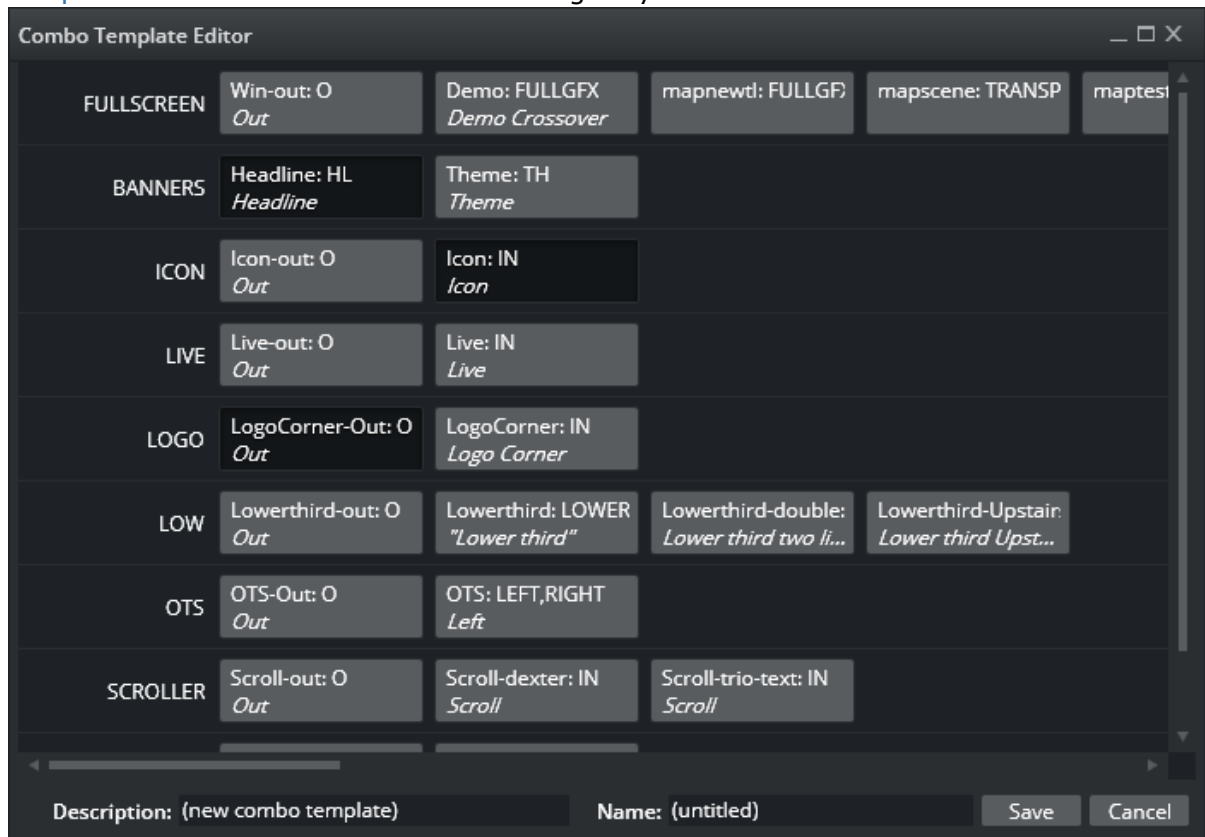 Combo Template Editor
FULLSCREEN
Win-out: O
Out
Demo: FULLGFX
Demo Crossover
mapnewtl: FULLGF
mapscene: TRANSP
maptest
BANNERS
Headline: HL
Headline
Theme: TH
Theme
ICON
Icon-out: O
Out
Icon: IN
Icon
LIVE
Live-out: O
Out
Live: IN
Live
LOGO
LogoCorner-Out: O
Out
LogoCorner: IN
Logo Corner
LOW
Lowerthird-out: O
Out
Lowerthird: LOWER
"Lower third"
Lowerthird-double:
Lower third two li...
Lowerthird-Upstair
Lower third Upst...
OTS
OTS-Out: O
Out
OTS: LEFT,RIGHT
Left
SCROLLER
Scroll-out: O
Out
Scroll-dexter: IN
Scroll
Scroll-trio-text: IN
Scroll
Description: (new combo template)
Name: (untitled)
Save
Cancel